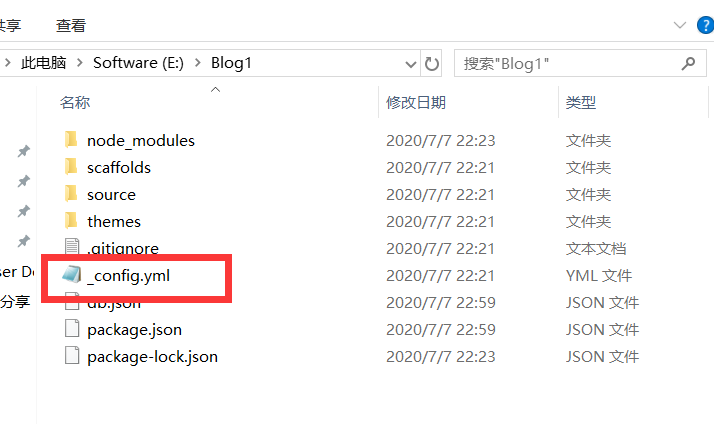 共享 查看
此电脑 Software (E:) Blog1 搜索"Blog1"
名称 修改日期 类型
node_modules 2020/7/7 22:23 文件夹
scaffolds 2020/7/7 22:21 文件夹
source 2020/7/7 22:21 文件夹
themes 2020/7/7 22:21 文件夹
.gitignore 2020/7/7 22:21 文本文档
ser De _config.yml 2020/7/7 22:21 YML 文件
分享 db.json 2020/7/7 22:59 JSON 文件
package.json 2020/7/7 22:59 JSON 文件
package-lock.json 2020/7/7 22:23 JSON 文件